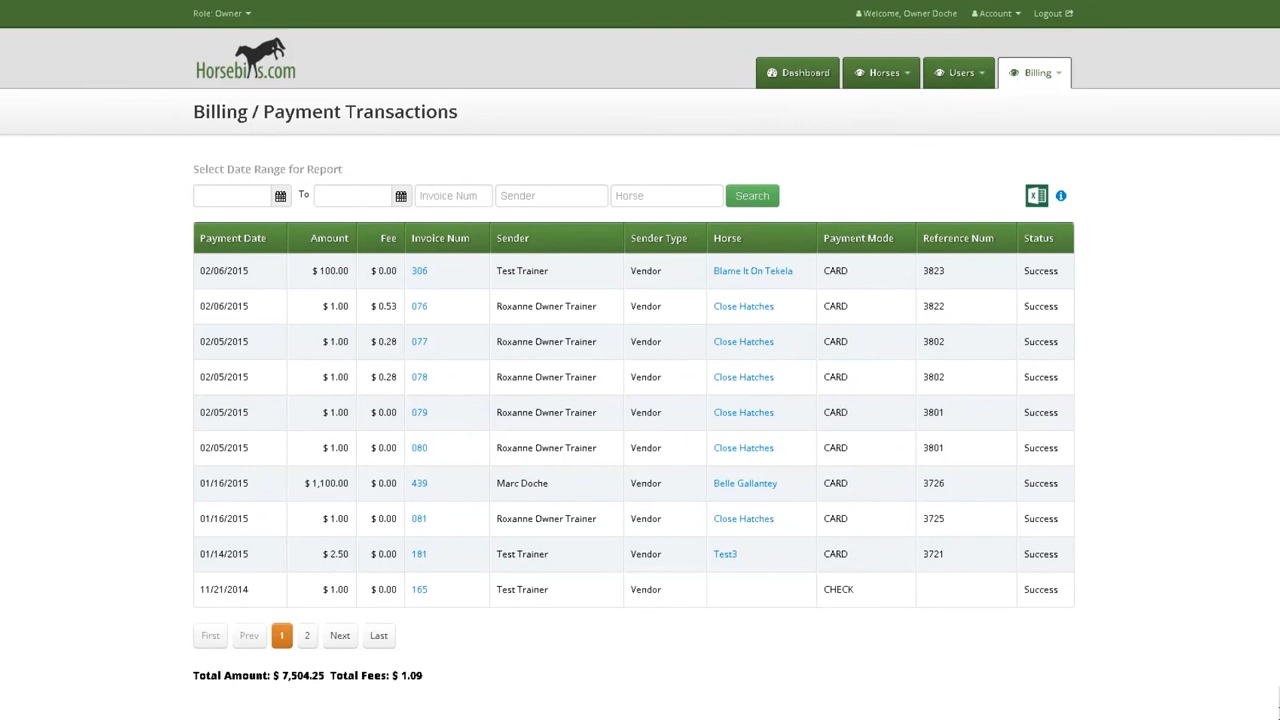 Role: Owner
Welcome, Owner Doche Account Logout
Horsebills.com
Dashboard Horses Users Billing
Billing / Payment Transactions
Select Date Range for Report
To Invoice Num Sender Horse Search
Payment Date Amount Fee Invoice Num Sender Sender Type Horse Payment Mode Reference Num Status
02/06/2015 $ 100.00 $ 0.00 306 Test Trainer Vendor Blame It On Tekela CARD 3823 Success
02/06/2015 $ 1.00 $ 0.53 076 Roxanne Owner Trainer Vendor Close Hatches CARD 3822 Success
02/05/2015 $ 1.00 $ 0.28 077 Roxanne Owner Trainer Vendor Close Hatches CARD 3802 Success
02/05/2015 $ 1.00 $ 0.28 078 Roxanne Owner Trainer Vendor Close Hatches CARD 3802 Success
02/05/2015 $ 1.00 $ 0.00 079 Roxanne Owner Trainer Vendor Close Hatches CARD 3801 Success
02/05/2015 $ 1.00 $ 0.00 080 Roxanne Owner Trainer Vendor Close Hatches CARD 3801 Success
01/16/2015 $ 1,100.00 $ 0.00 439 Marc Doche Vendor Belle Gallantey CARD 3726 Success
01/16/2015 $ 1.00 $ 0.00 081 Roxanne Owner Trainer Vendor Close Hatches CARD 3725 Success
01/14/2015 $ 2.50 $ 0.00 181 Test Trainer Vendor Test3 CARD 3721 Success
11/21/2014 $ 1.00 $ 0.00 165 Test Trainer Vendor CHECK Success
First Prev 1 2 Next Last
Total Amount: $ 7,504.25 Total Fees: $ 1.09